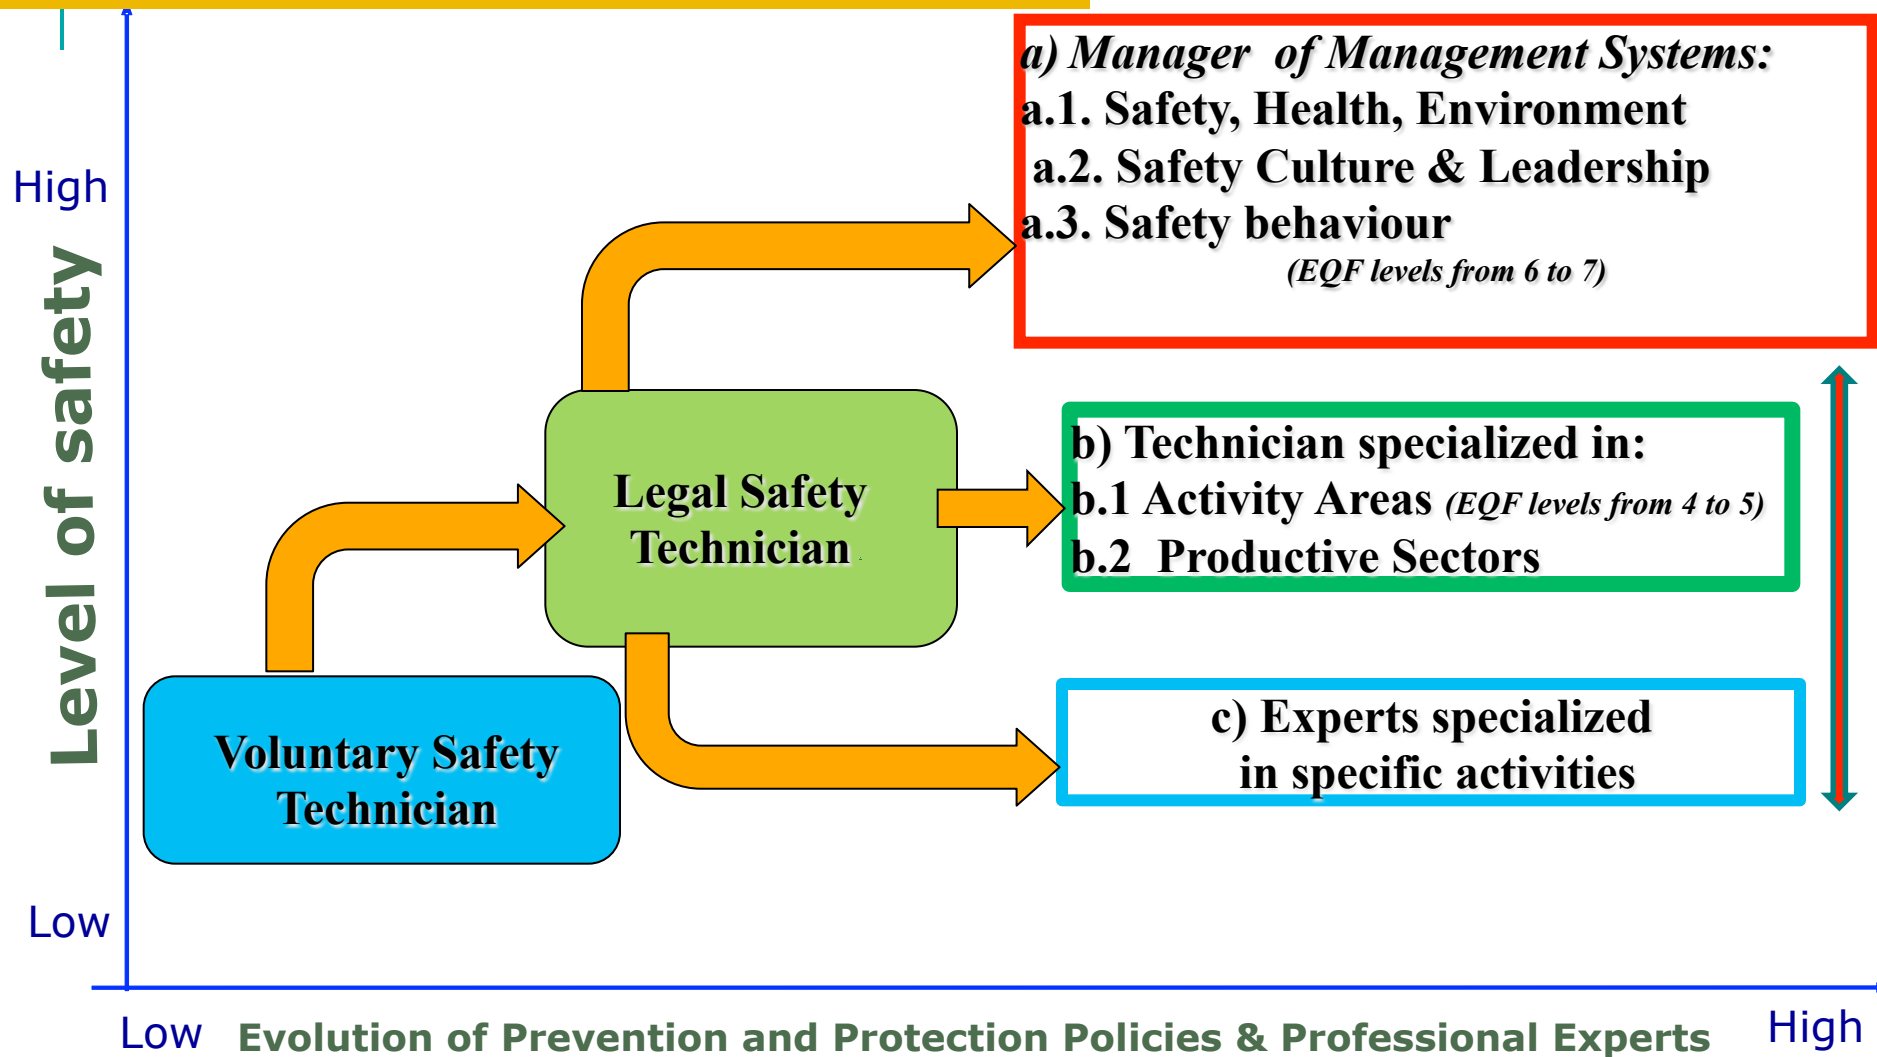 a) Manager of Management Systems:
a.1. Safety, Health, Environment
a.2. Safety Culture & Leadership
a.3. Safety behaviour
(EQF levels from 6 to 7)
High
Level of safety
Legal Safety
Technician
b) Technician specialized in:
b.1 Activity Areas (EQF levels from 4 to 5)
b.2 Productive Sectors
Voluntary Safety
Technician
c) Experts specialized
in specific activities
Low
Low
Evolution of Prevention and Protection Policies & Professional Experts
High